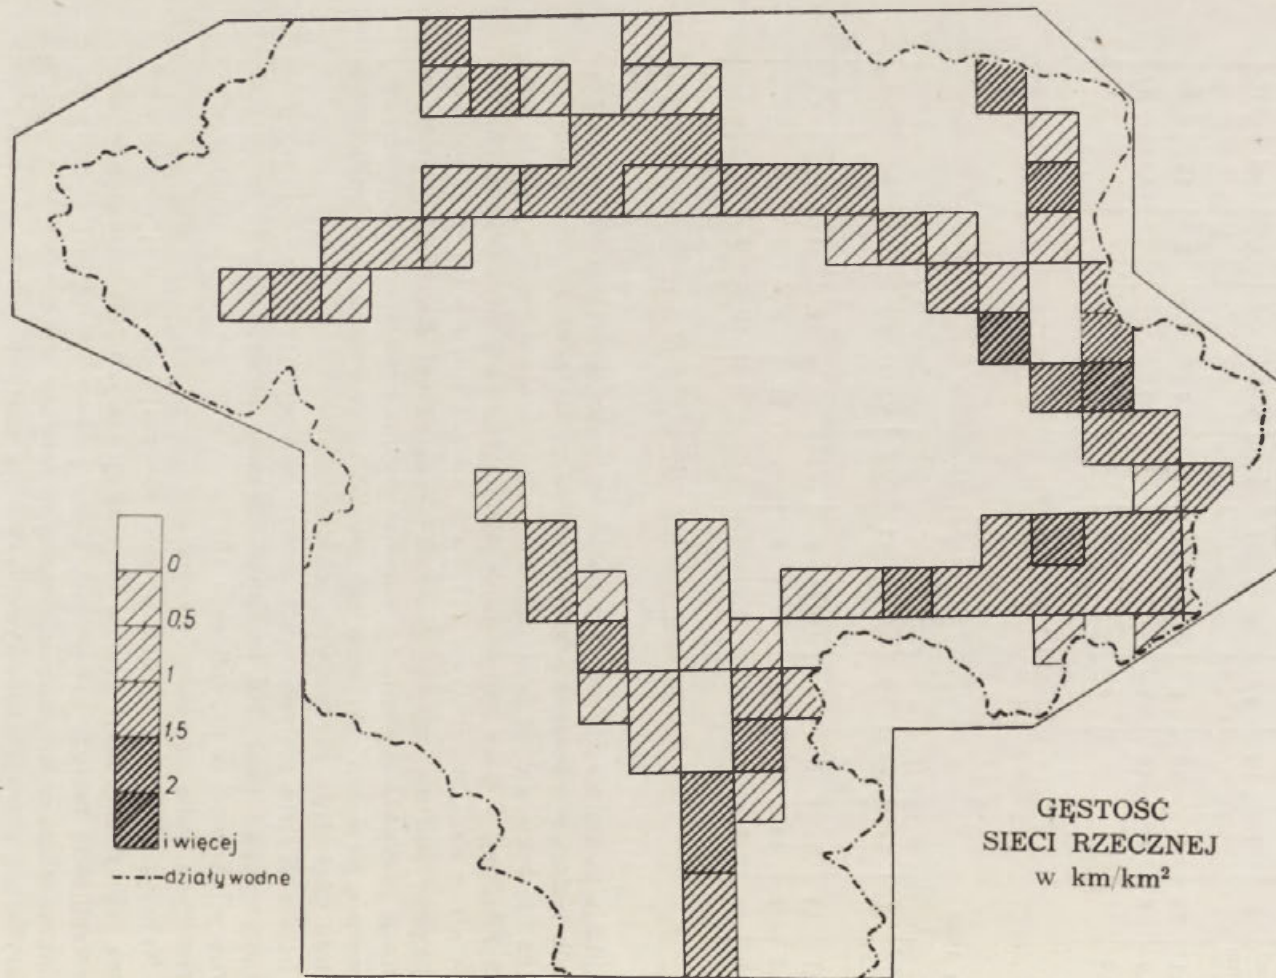 0
0,5
1
1,5
2
i więcej
działy wodne
GĘSTOŚĆ
SIECI RZECZNEJ
w km/km²